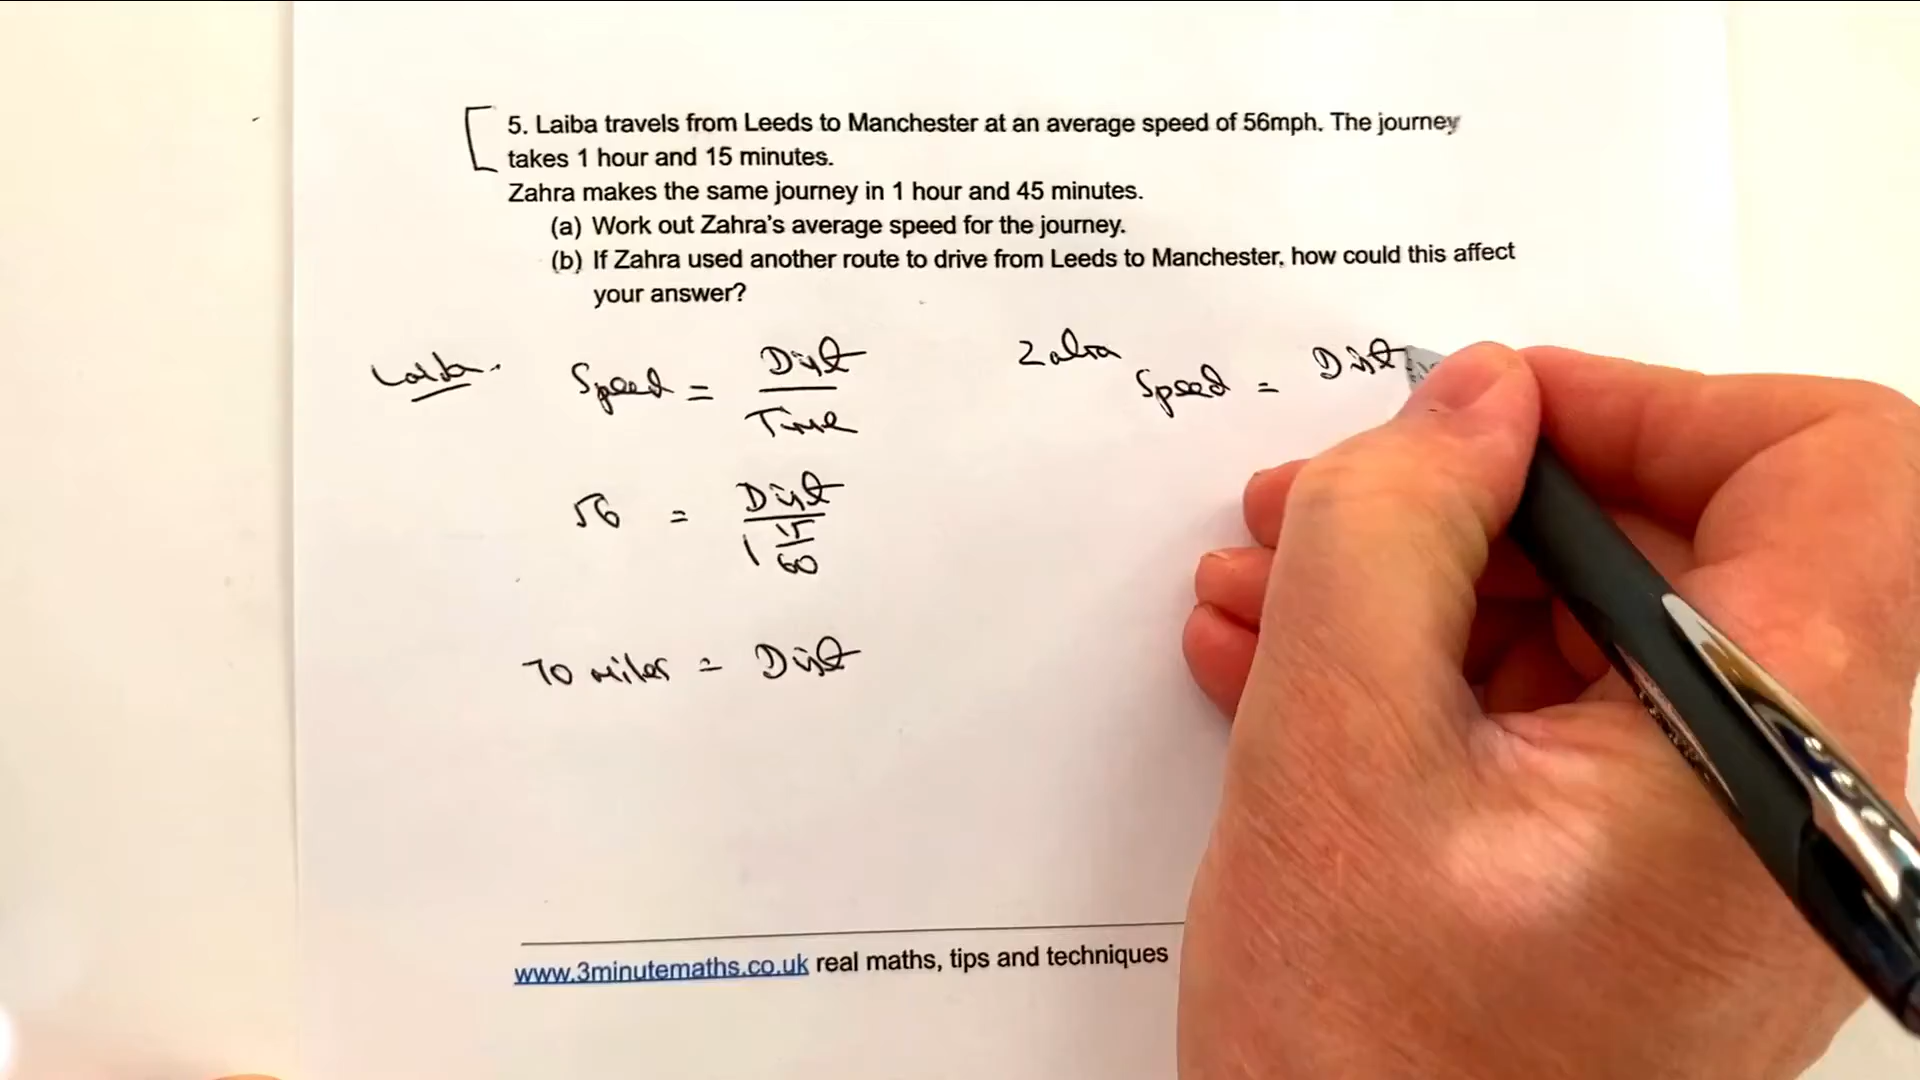 5. Laiba travels from Leeds to Manchester at an average speed of 56mph. The journey
takes 1 hour and 15 minutes.
Zahra makes the same journey in 1 hour and 45 minutes.
(a) Work out Zahra's average speed for the journey.
(b) If Zahra used another route to drive from Leeds to Manchester, how could this affect
your answer?
Laiba. Speed = Dist
Time
Zahra
Speed = Dist
56 = Dist
1 15
60
70 miles = Dist
www.3minutemaths.co.uk real maths, tips and techniques